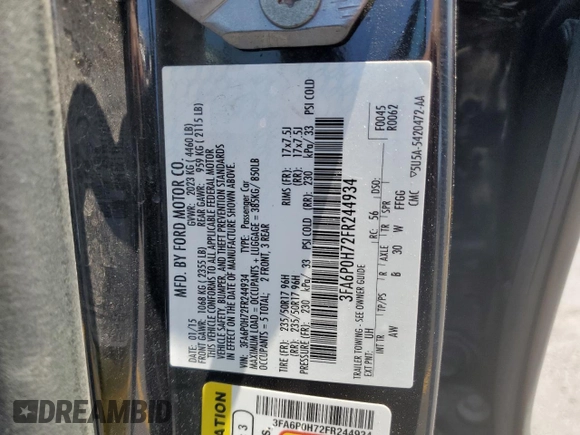 MFD. BY FORD MOTOR CO.
DATE: 01/15 GVWR: 2023 KG ( 4460 LB)
FRONT GAWR: 1068 KG ( 2355 LB) REAR GAWR: 959 KG ( 2115 LB)
THIS VEHICLE CONFORMS TO ALL APPLICABLE FEDERAL MOTOR
VEHICLE SAFETY, BUMPER, AND THEFT PREVENTION STANDARDS
IN EFFECT ON THE DATE OF MANUFACTURE SHOWN ABOVE.
VIN: 3FA6P0H72FR244934 TYPE: Passenger Car
MAXIMUM LOAD = OCCUPANTS + LUGGAGE = 385KG/ 850LB
OCCUPANTS = 5 TOTAL: 2 FRONT, 3 REAR
TIRE (FR): 235/50R17 96H RIMS (FR): 17x7.5J
(RR): 235/50R17 96H (RR): 17x7.5J
PRESSURE (FR): 230 kPa/ 33 PSI COLD (RR): 230 kPa/ 33 PSI COLD
3FA6P0H72FR244934
F0045
R0062
TRAILER TOWING - SEE OWNER GUIDE
EXT PNT: UH RC: 56 DSO:
INT TR TP/PS R AXLE TR SPR
AW B 30 W FFGG
CMC 5U5A-5420472-AA
3FA6P0H72FR244934
DREAMBID